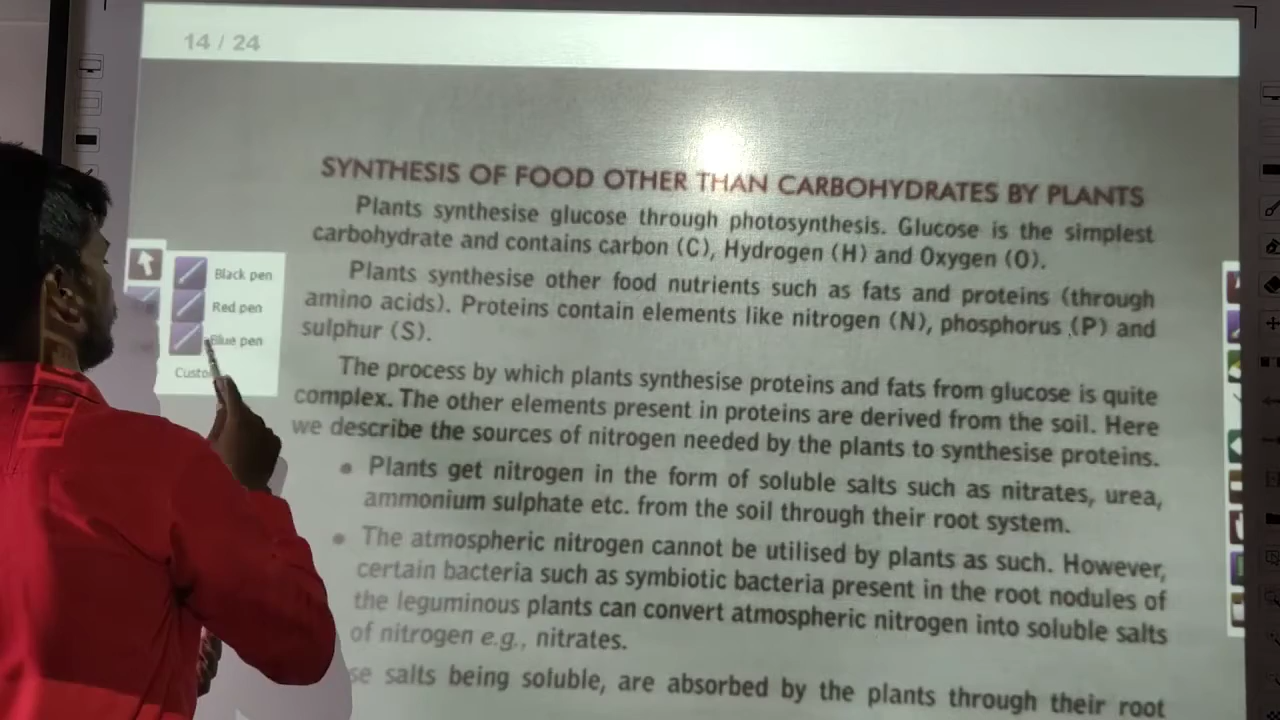 14 / 24
SYNTHESIS OF FOOD OTHER THAN CARBOHYDRATES BY PLANTS
Plants synthesise glucose through photosynthesis. Glucose is the simplest
carbohydrate and contains carbon (C), Hydrogen (H) and Oxygen (O).
Black pen
Red pen
Blue pen
Plants synthesise other food nutrients such as fats and proteins (through
amino acids). Proteins contain elements like nitrogen (N), phosphorus (P) and
sulphur (S).
The process by which plants synthesise proteins and fats from glucose is quite
complex. The other elements present in proteins are derived from the soil. Here
we describe the sources of nitrogen needed by the plants to synthesise proteins.
• Plants get nitrogen in the form of soluble salts such as nitrates, urea,
ammonium sulphate etc. from the soil through their root system.
• The atmospheric nitrogen cannot be utilised by plants as such. However,
certain bacteria such as symbiotic bacteria present in the root nodules of
the leguminous plants can convert atmospheric nitrogen into soluble salts
of nitrogen e.g., nitrates.
salts being soluble, are absorbed by the plants through their root